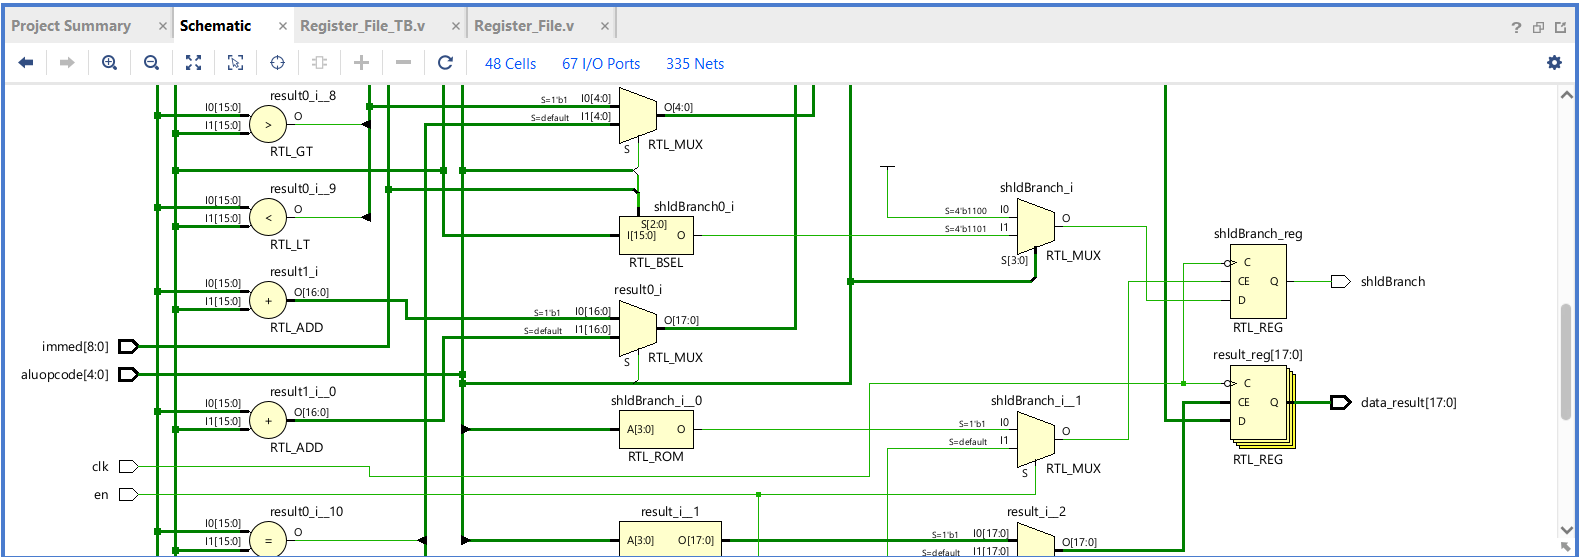 Project Summary × Schematic × Register_File_TB.v × Register_File.v × ?
48 Cells 67 I/O Ports 335 Nets
result0_i__8
I0[15:0]
I1[15:0]
>
O
RTL_GT
result0_i__9
I0[15:0]
I1[15:0]
<
O
RTL_LT
result1_i
I0[15:0]
I1[15:0]
+
O[16:0]
RTL_ADD
immed[8:0]
aluopcode[4:0]
result1_i__0
I0[15:0]
I1[15:0]
+
O[16:0]
RTL_ADD
clk
en
result0_i__10
I0[15:0]
I1[15:0]
=
O
S=1'b1 I0[4:0]
S=default I1[4:0]
O[4:0]
S
RTL_MUX
shldBranch0_i
S[2:0]
I[15:0] O
RTL_BSEL
result0_i
S=1'b1 I0[16:0]
S=default I1[16:0]
O[17:0]
S
RTL_MUX
shldBranch_i__0
A[3:0] O
RTL_ROM
result_i__1
A[3:0] O[17:0]
shldBranch_i
S=4'b1100 I0
S=4'b1101 I1
O
S[3:0]
RTL_MUX
shldBranch_i__1
S=1'b1 I0
S=default I1
O
S
RTL_MUX
result_i__2
S=1'b1 I0[17:0]
S=default I1[17:0]
O[17:0]
shldBranch_reg
C
CE Q
D
RTL_REG
shldBranch
result_reg[17:0]
C
CE Q
D
RTL_REG
data_result[17:0]